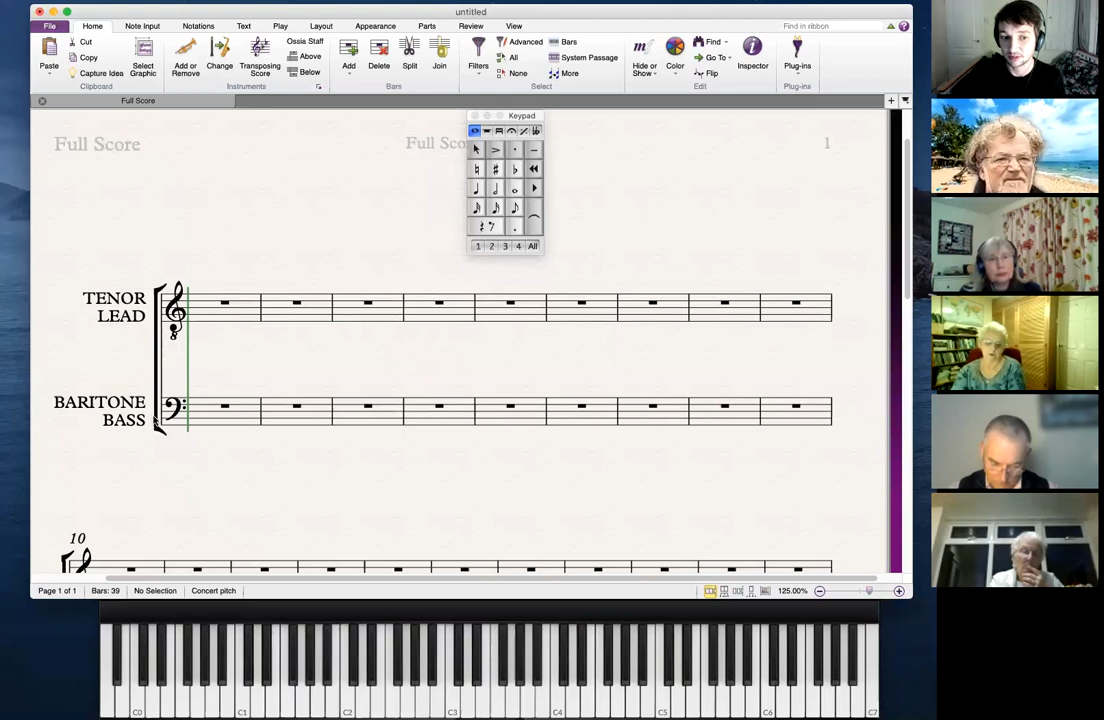 untitled
File Home Note Input Notations Text Play Layout Appearance Parts Review View Find in ribbon
Paste Cut Copy Capture Idea Select Graphic Clipboard
Add or Remove Change Transposing Score Ossia Staff Above Below Instruments
Add Delete Split Join Bars
Filters Advanced All None Bars System Passage More Select
Hide or Show Color Find Go To Flip Inspector Edit
Plug-ins Plug-ins
Full Score
Keypad
Full Score Full Sco 1
1 2 3 4 All
TENOR
LEAD
8
BARITONE
BASS
10
Page 1 of 1 Bars: 39 No Selection Concert pitch 125.00%
C0 C1 C2 C3 C4 C5 C6 C7